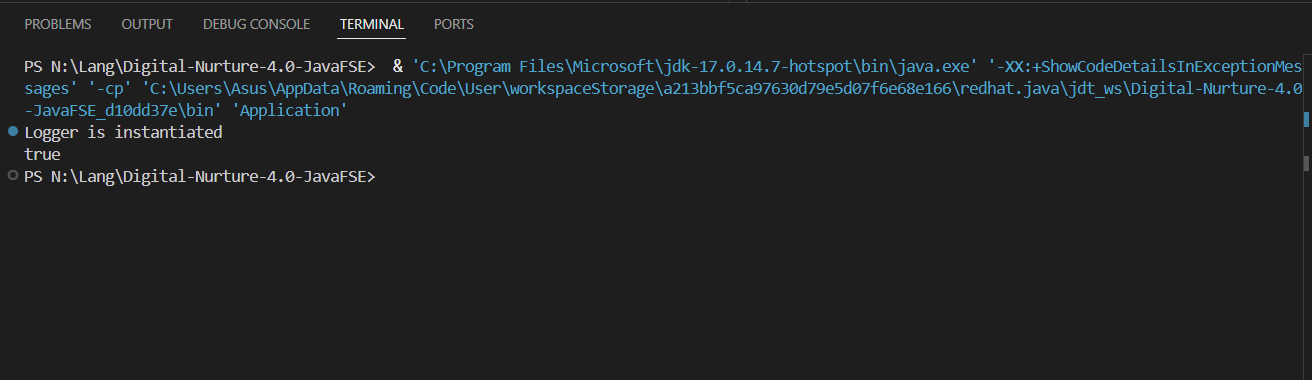 PROBLEMS OUTPUT DEBUG CONSOLE TERMINAL PORTS
PS N:\Lang\Digital-Nurture-4.0-JavaFSE>  & 'C:\Program Files\Microsoft\jdk-17.0.14.7-hotspot\bin\java.exe' '-XX:+ShowCodeDetailsInExceptionMes
sages' '-cp' 'C:\Users\Asus\AppData\Roaming\Code\User\workspaceStorage\a213bbf5ca97630d79e5d07f6e68e166\redhat.java\jdt_ws\Digital-Nurture-4.0
-JavaFSE_d10dd37e\bin' 'Application'
Logger is instantiated
true
PS N:\Lang\Digital-Nurture-4.0-JavaFSE>